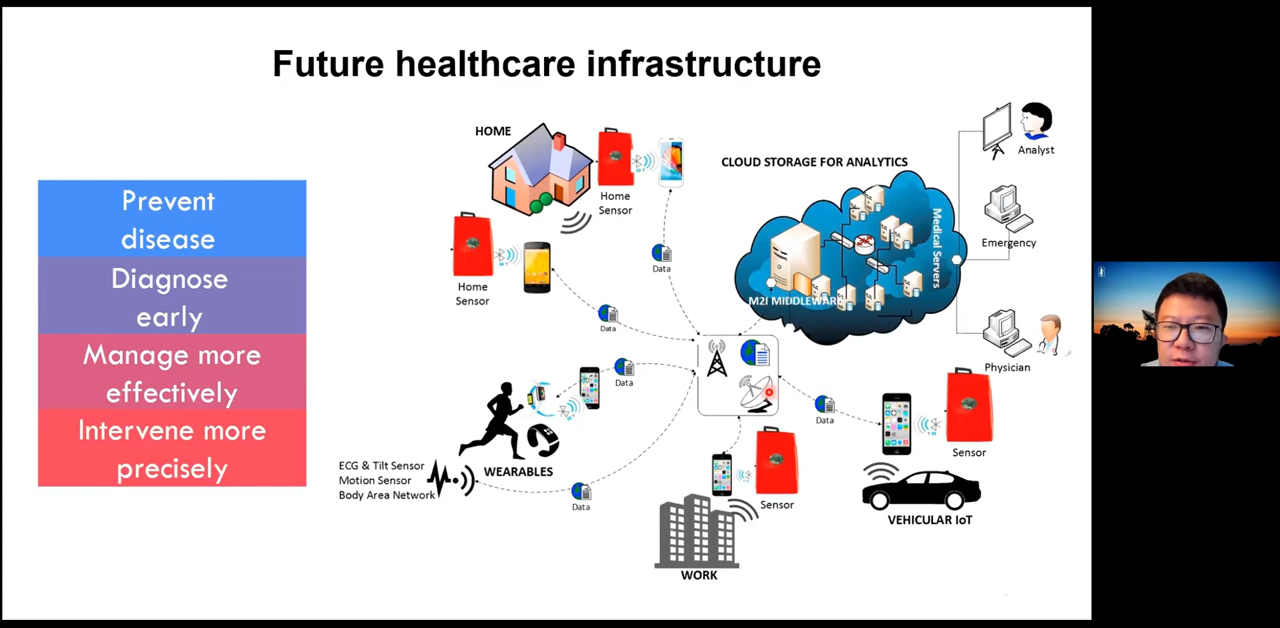 Future healthcare infrastructure
Prevent
disease
Diagnose
early
Manage more
effectively
Intervene more
precisely
HOME
Home
Sensor
Home
Sensor
Data
Data
Data
WEARABLES
ECG & Tilt Sensor
Motion Sensor
Body Area Network
Data
CLOUD STORAGE FOR ANALYTICS
Medical Servers
M2I MIDDLEWARE
Analyst
Emergency
Physician
Data
Sensor
VEHICULAR IoT
Sensor
WORK